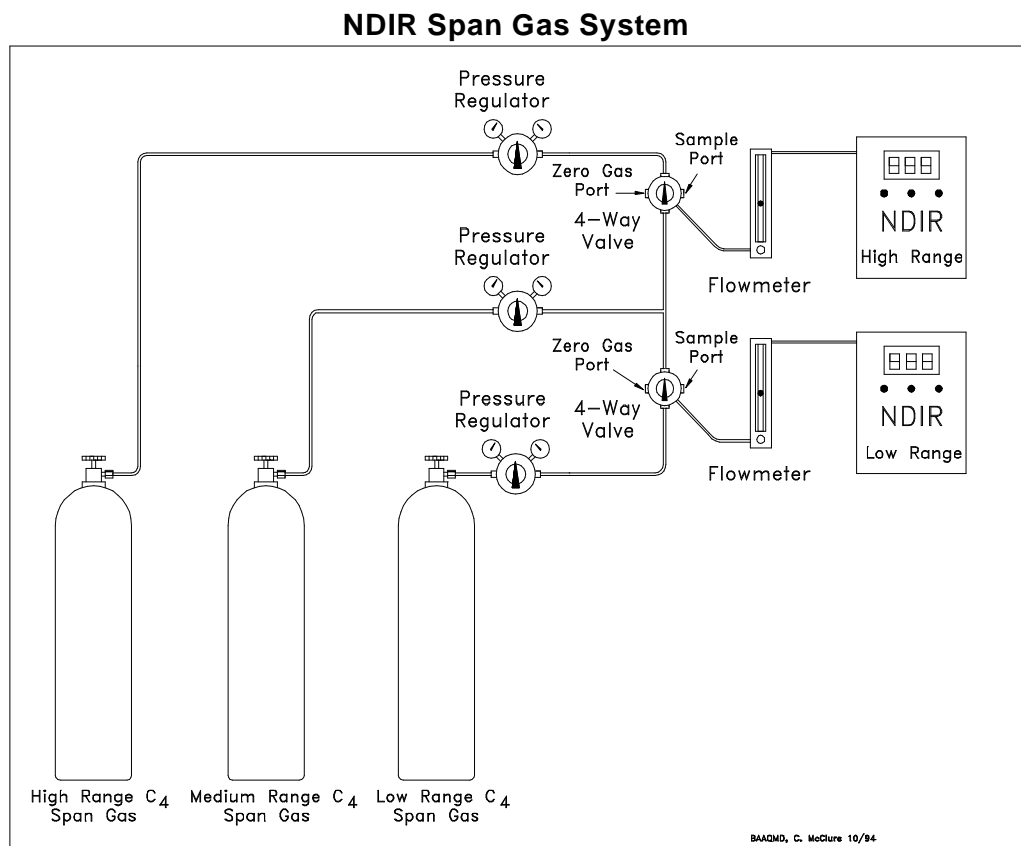 NDIR Span Gas System
Pressure
Regulator
Sample
Port
Zero Gas
Port
4-Way
Valve
Flowmeter
888
NDIR
High Range
Pressure
Regulator
Sample
Port
Zero Gas
Port
4-Way
Valve
Flowmeter
888
NDIR
Low Range
Pressure
Regulator
High Range C4
Span Gas
Medium Range C4
Span Gas
Low Range C4
Span Gas
BAAQMD, C. McClure 10/94